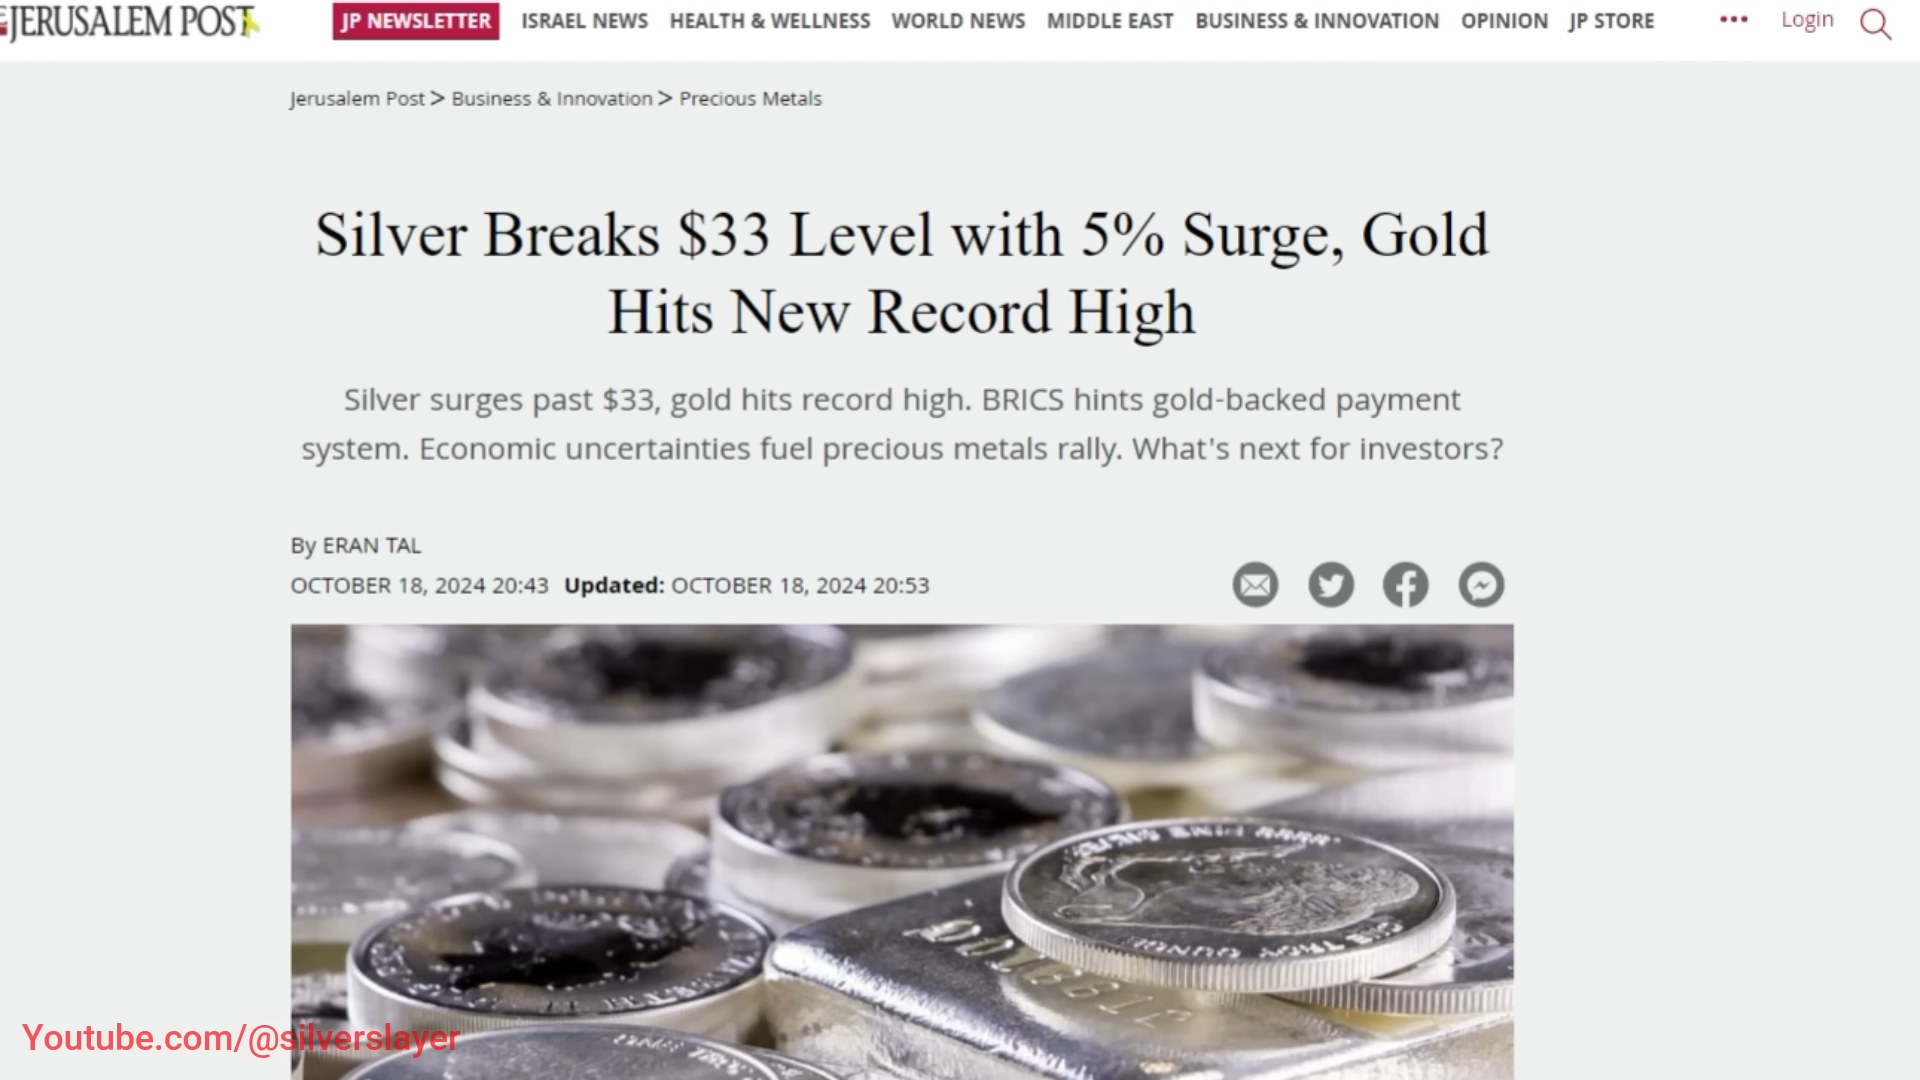 JERUSALEM POST
JP NEWSLETTER ISRAEL NEWS HEALTH & WELLNESS WORLD NEWS MIDDLE EAST BUSINESS & INNOVATION OPINION JP STORE ••• Login
Jerusalem Post > Business & Innovation > Precious Metals
Silver Breaks $33 Level with 5% Surge, Gold
Hits New Record High
Silver surges past $33, gold hits record high. BRICS hints gold-backed payment
system. Economic uncertainties fuel precious metals rally. What's next for investors?
By ERAN TAL
OCTOBER 18, 2024 20:43 Updated: OCTOBER 18, 2024 20:53
Youtube.com/@silverslayer